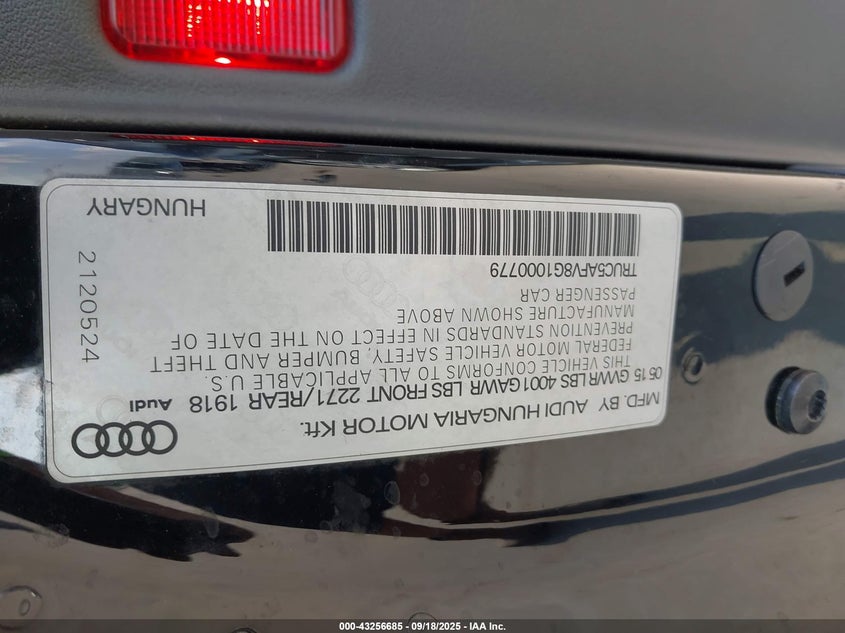 MFD. BY AUDI HUNGARIA MOTOR Kft.
0515 GVWR LBS 4001 GAWR LBS FRONT 2271/REAR 1918 Audi
THIS VEHICLE CONFORMS TO ALL APPLICABLE U.S.
FEDERAL MOTOR VEHICLE SAFETY, BUMPER AND THEFT
PREVENTION STANDARDS IN EFFECT ON THE DATE OF
MANUFACTURE SHOWN ABOVE
PASSENGER CAR
TRUC5AFV8G1000779
2120524
HUNGARY
000-43256685 - 09/18/2025 - IAA Inc.